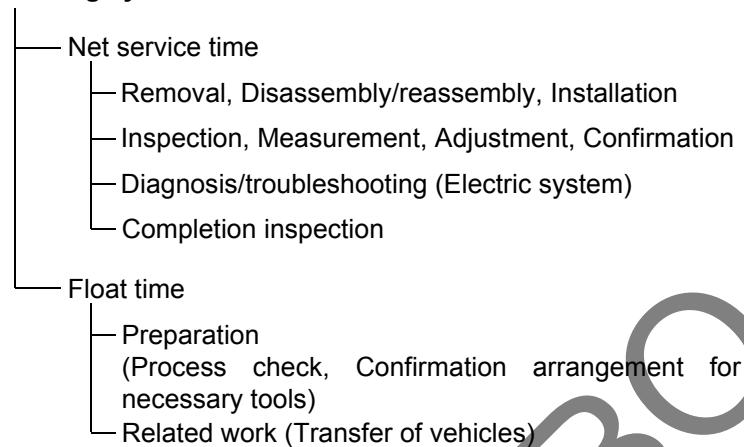 Net service time
Removal, Disassembly/reassembly, Installation
Inspection, Measurement, Adjustment, Confirmation
Diagnosis/troubleshooting (Electric system)
Completion inspection
Float time
Preparation
(Process check, Confirmation arrangement for
necessary tools)
Related work (Transfer of vehicles)